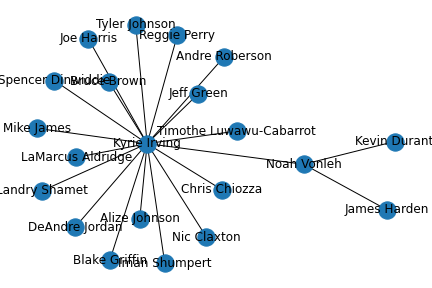 Tyler Johnson
Reggie Perry
Joe Harris
Andre Roberson
Spencer Dinwiddie
Bruce Brown
Jeff Green
Mike James
Timothe Luwawu-Cabarrot
Kyrie Irving
Kevin Durant
LaMarcus Aldridge
Noah Vonleh
Landry Shamet
Chris Chiozza
James Harden
Alize Johnson
DeAndre Jordan
Nic Claxton
Blake Griffin
Iman Shumpert